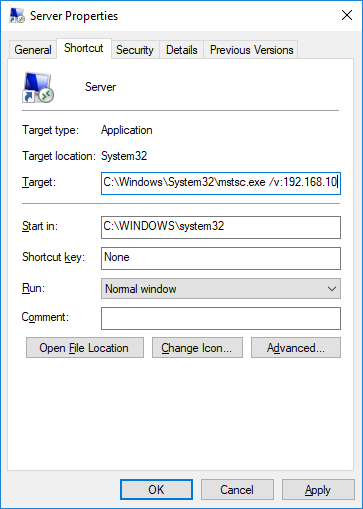 Server Properties
General Shortcut Security Details Previous Versions
Server
Target type: Application
Target location: System32
Target: C:\Windows\System32\mstsc.exe /v:192.168.10
Start in: C:\WINDOWS\system32
Shortcut key: None
Run: Normal window
Comment:
Open File Location Change Icon... Advanced...
OK Cancel Apply